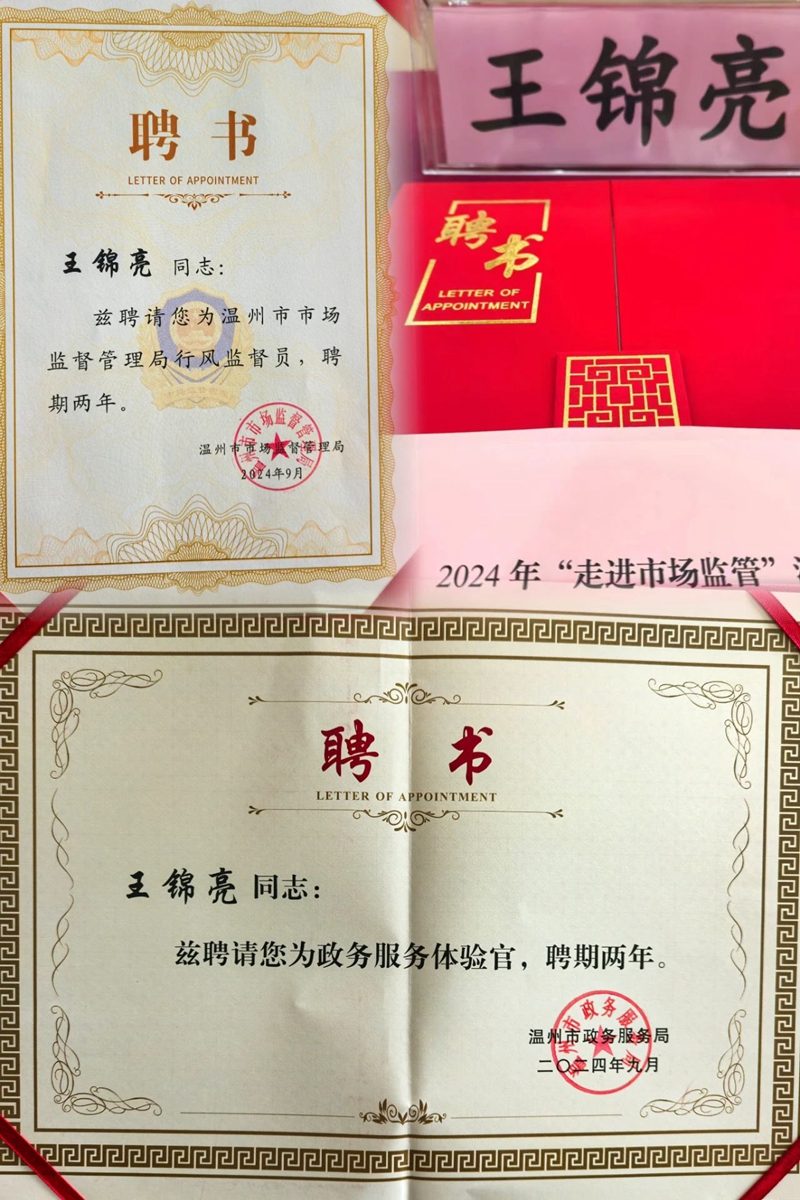 聘书
LETTER OF APPOINTMENT
王锦亮 同志：
兹聘请您为温州市市场
监督管理局行风监督员，聘
期两年。
温州市市场监督管理局
2024年9月
王锦亮
聘书
LETTER OF
APPOINTMENT
2024年“走进市场监管”
聘书
LETTER OF APPOINTMENT
王锦亮 同志：
兹聘请您为政务服务体验官，聘期两年。
温州市政务服务局
二〇二四年九月